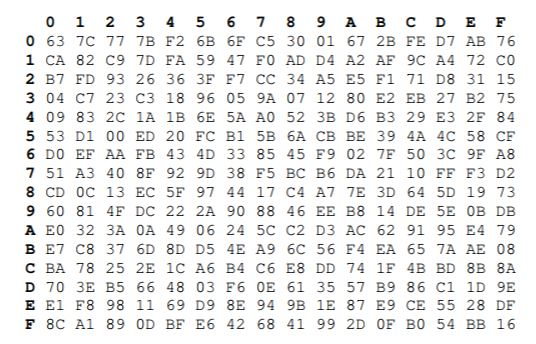 0 1 2 3 4 5 6 7 8 9 A B C D E F
0 63 7C 77 7B F2 6B 6F C5 30 01 67 2B FE D7 AB 76
1 CA 82 C9 7D FA 59 47 F0 AD D4 A2 AF 9C A4 72 C0
2 B7 FD 93 26 36 3F F7 CC 34 A5 E5 F1 71 D8 31 15
3 04 C7 23 C3 18 96 05 9A 07 12 80 E2 EB 27 B2 75
4 09 83 2C 1A 1B 6E 5A A0 52 3B D6 B3 29 E3 2F 84
5 53 D1 00 ED 20 FC B1 5B 6A CB BE 39 4A 4C 58 CF
6 D0 EF AA FB 43 4D 33 85 45 F9 02 7F 50 3C 9F A8
7 51 A3 40 8F 92 9D 38 F5 BC B6 DA 21 10 FF F3 D2
8 CD 0C 13 EC 5F 97 44 17 C4 A7 7E 3D 64 5D 19 73
9 60 81 4F DC 22 2A 90 88 46 EE B8 14 DE 5E 0B DB
A E0 32 3A 0A 49 06 24 5C C2 D3 AC 62 91 95 E4 79
B E7 C8 37 6D 8D D5 4E A9 6C 56 F4 EA 65 7A AE 08
C BA 78 25 2E 1C A6 B4 C6 E8 DD 74 1F 4B BD 8B 8A
D 70 3E B5 66 48 03 F6 0E 61 35 57 B9 86 C1 1D 9E
E E1 F8 98 11 69 D9 8E 94 9B 1E 87 E9 CE 55 28 DF
F 8C A1 89 0D BF E6 42 68 41 99 2D 0F B0 54 BB 16